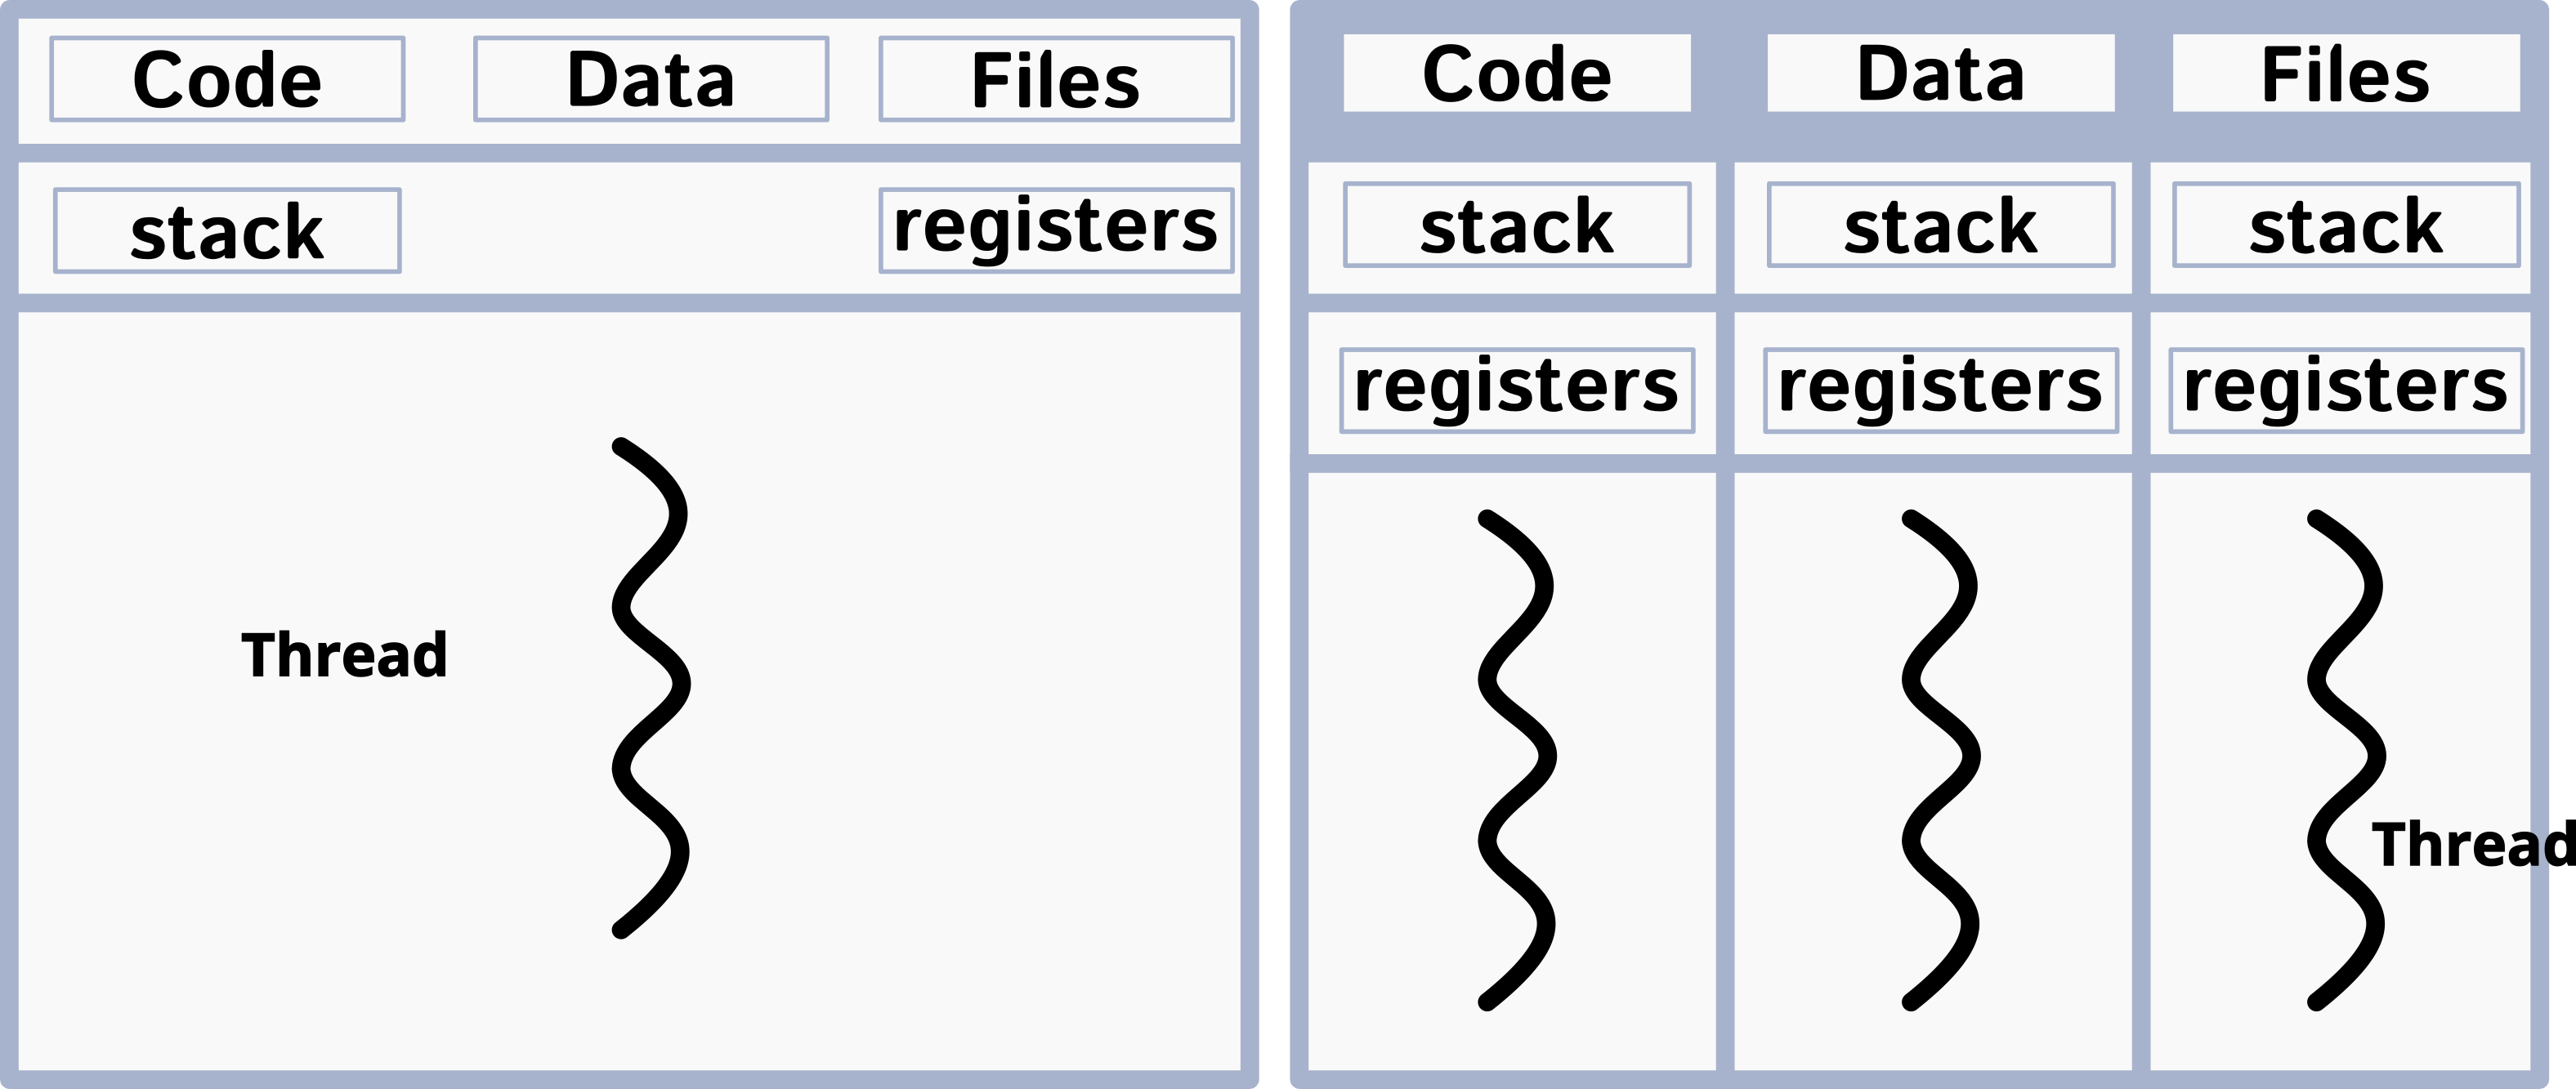 Code Data Files
stack registers
Thread
Code Data Files
stack stack stack
registers registers registers
Thread